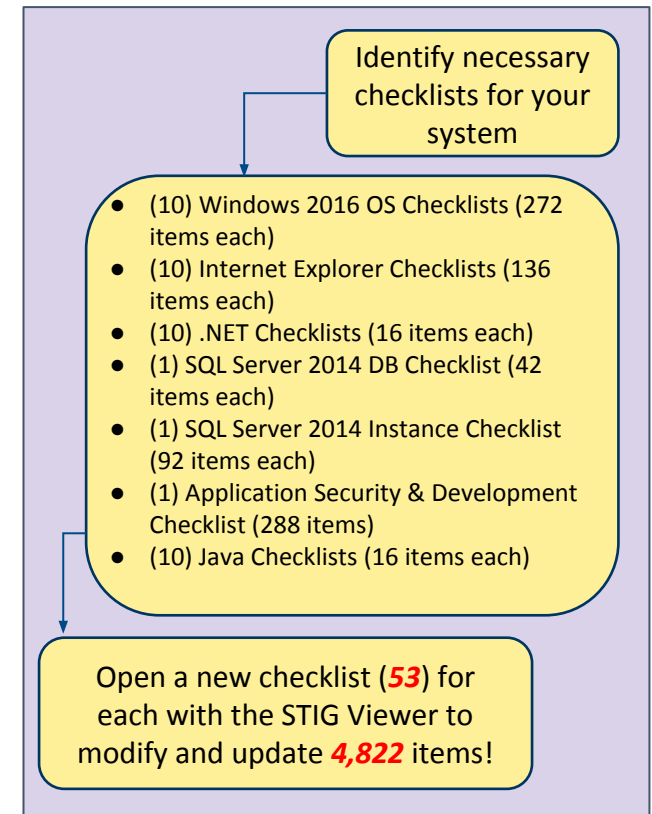 Identify necessary
checklists for your
system
● (10) Windows 2016 OS Checklists (272
items each)
● (10) Internet Explorer Checklists (136
items each)
● (10) .NET Checklists (16 items each)
● (1) SQL Server 2014 DB Checklist (42
items each)
● (1) SQL Server 2014 Instance Checklist
(92 items each)
● (1) Application Security & Development
Checklist (288 items)
● (10) Java Checklists (16 items each)
Open a new checklist (53) for
each with the STIG Viewer to
modify and update 4,822 items!